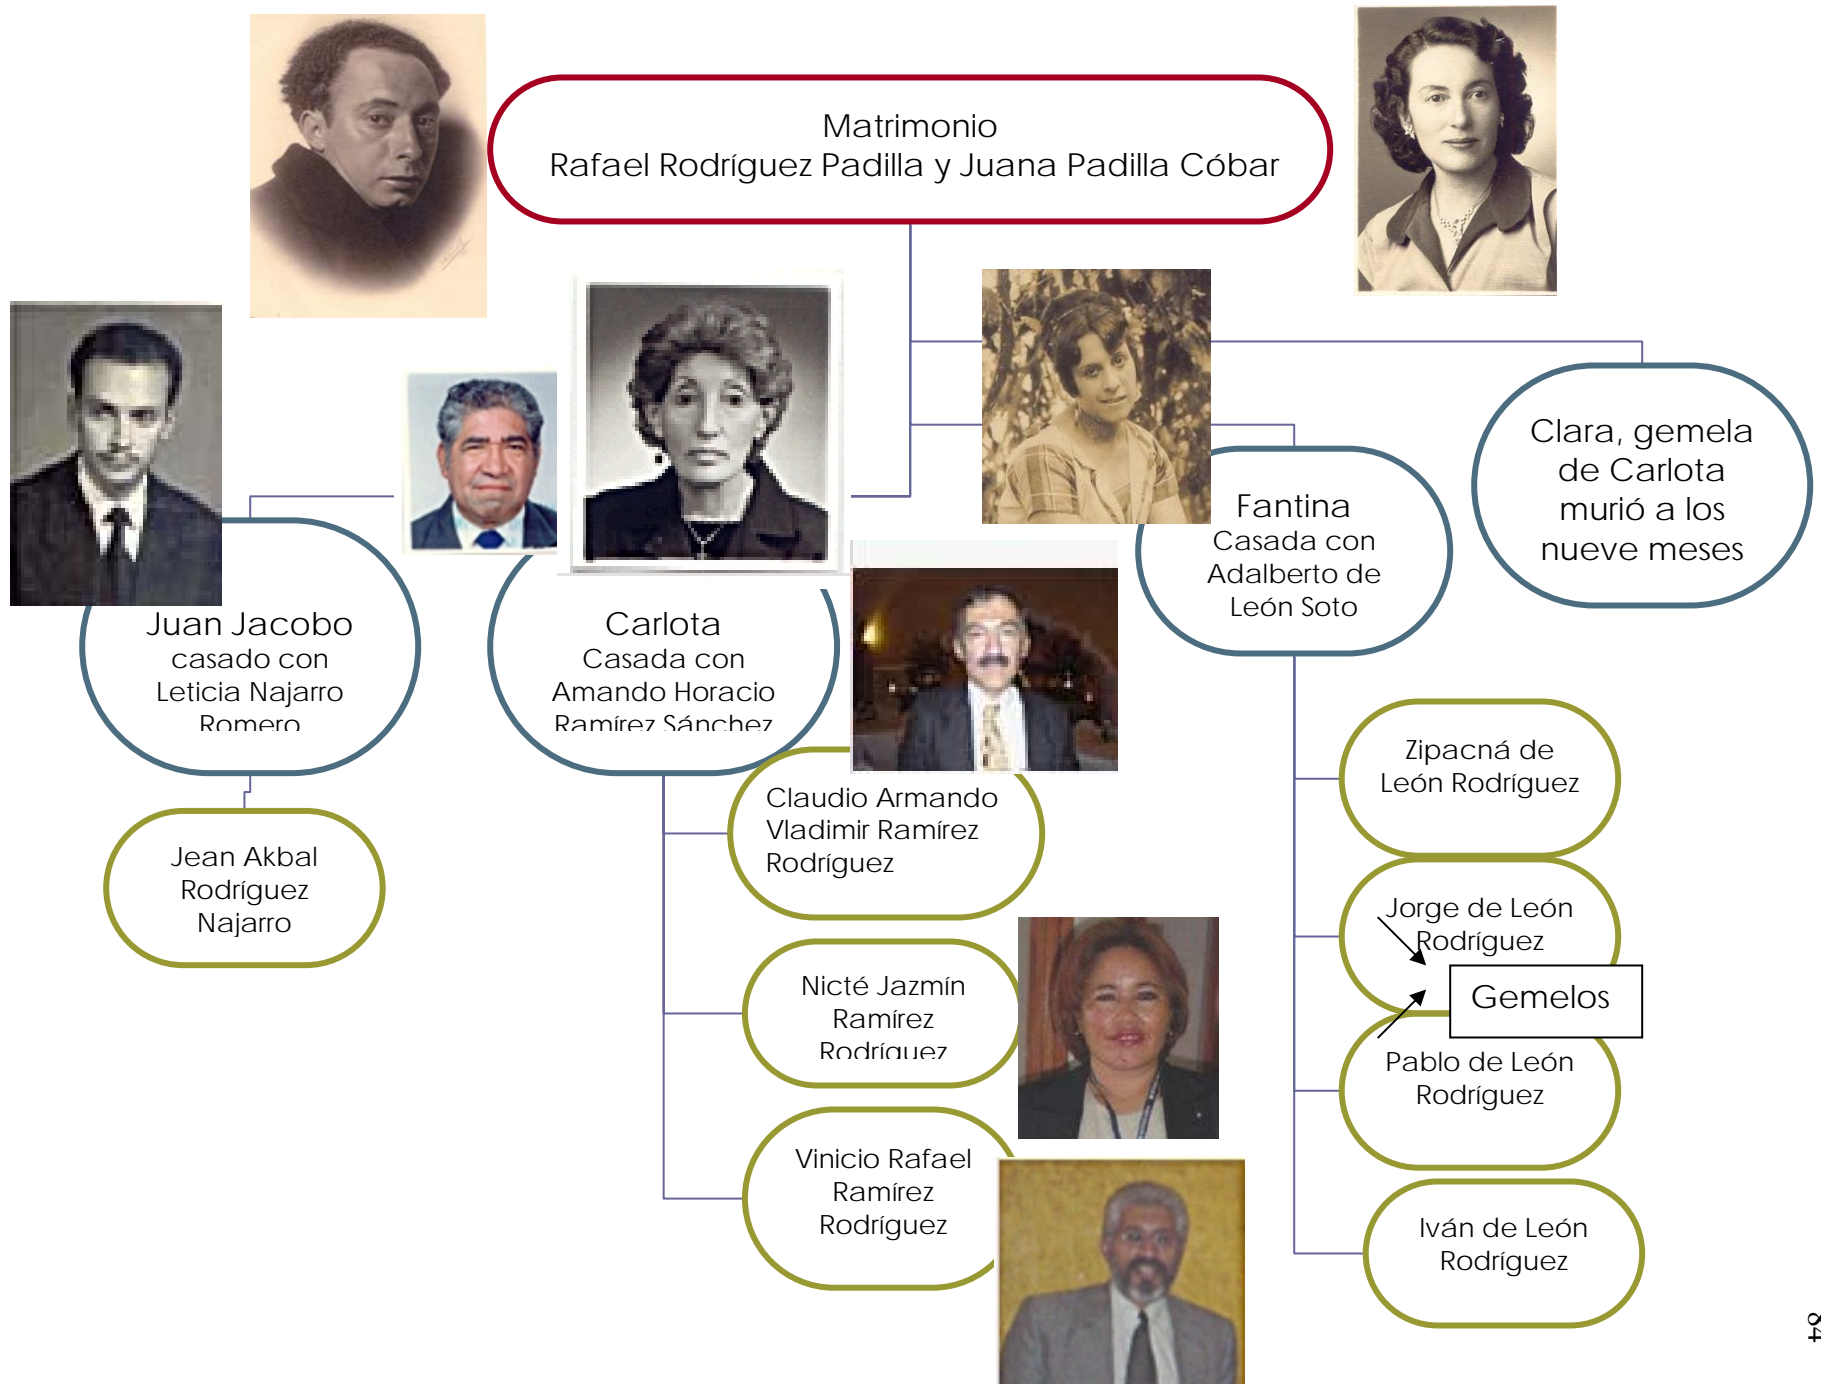 Matrimonio
Rafael Rodríguez Padilla y Juana Padilla Cóbar
Juan Jacobo
casado con
Leticia Najarro
Romero
Carlota
Casada con
Amando Horacio
Ramírez Sánchez
Fantina
Casada con
Adalberto de
León Soto
Clara, gemela
de Carlota
murió a los
nueve meses
Jean Akbal
Rodríguez
Najarro
Claudio Armando
Vladimir Ramírez
Rodríguez
Nicté Jazmín
Ramírez
Rodríguez
Vinicio Rafael
Ramírez
Rodríguez
Zipacná de
León Rodríguez
Jorge de León
Rodríguez
Gemelos
Pablo de León
Rodríguez
Iván de León
Rodríguez
84